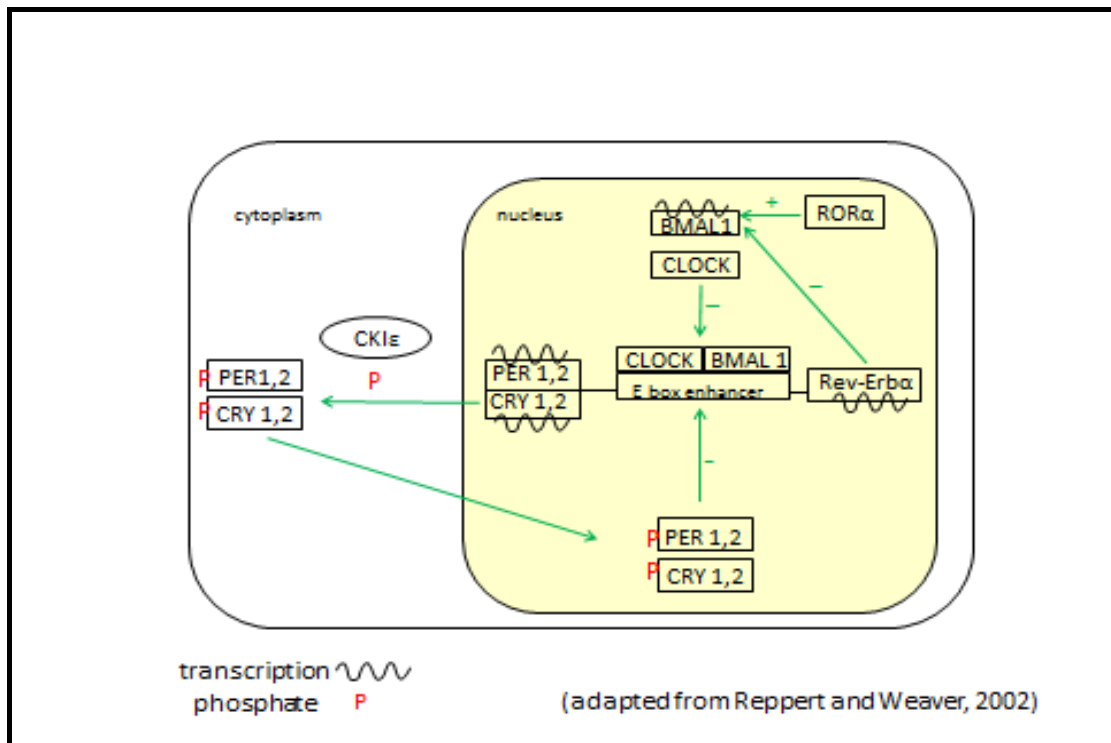 cytoplasm
nucleus
BMAL1
+
RORα
CLOCK
–
–
CKIε
P
P PER1,2
P CRY 1,2
PER 1,2
CRY 1,2
CLOCK BMAL 1
E box enhancer
Rev-Erbα
–
P PER 1,2
P CRY 1,2
transcription
phosphate P
(adapted from Reppert and Weaver, 2002)